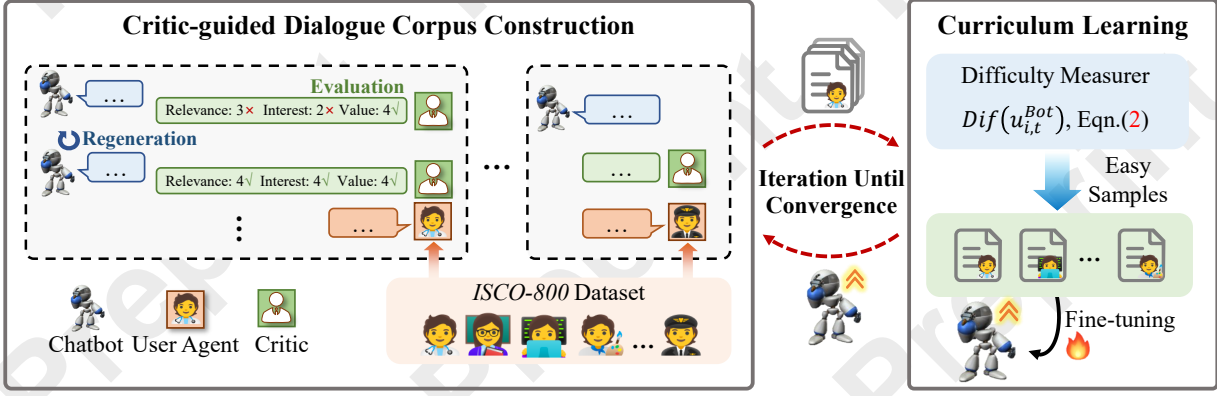 Critic-guided Dialogue Corpus Construction
...
Evaluation
Relevance: 3× Interest: 2× Value: 4√
Regeneration
...
Relevance: 4√ Interest: 4√ Value: 4√
...
⋮
...
...
...
...
ISCO-800 Dataset
...
Chatbot User Agent Critic
Iteration Until
Convergence
Curriculum Learning
Difficulty Measurer
Dif(u_{i,t}^{Bot}), Eqn.(2)
Easy
Samples
...
Fine-tuning
Preprint